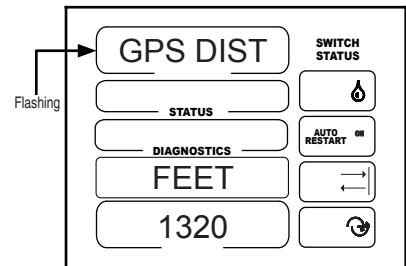 GPS DIST
SWITCH
STATUS
Flashing
STATUS
AUTO ON
RESTART
DIAGNOSTICS
FEET
1320